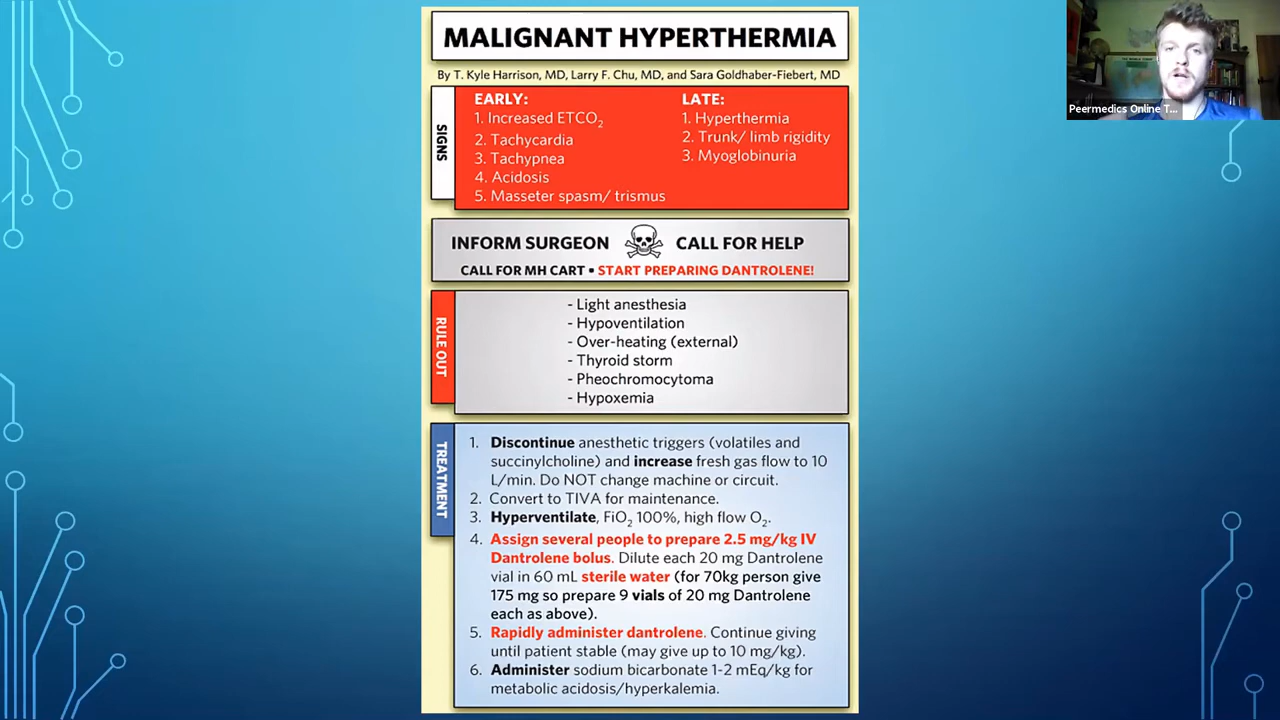 MALIGNANT HYPERTHERMIA
By T. Kyle Harrison, MD, Larry F. Chu, MD, and Sara Goldhaber-Fiebert, MD
SIGNS
EARLY:
1. Increased ETCO2
2. Tachycardia
3. Tachypnea
4. Acidosis
5. Masseter spasm/ trismus
LATE:
1. Hyperthermia
2. Trunk/ limb rigidity
3. Myoglobinuria
INFORM SURGEON CALL FOR HELP
CALL FOR MH CART • START PREPARING DANTROLENE!
RULE OUT
- Light anesthesia
- Hypoventilation
- Over-heating (external)
- Thyroid storm
- Pheochromocytoma
- Hypoxemia
TREATMENT
1. Discontinue anesthetic triggers (volatiles and
succinylcholine) and increase fresh gas flow to 10
L/min. Do NOT change machine or circuit.
2. Convert to TIVA for maintenance.
3. Hyperventilate, FiO2 100%, high flow O2.
4. Assign several people to prepare 2.5 mg/kg IV
Dantrolene bolus. Dilute each 20 mg Dantrolene
vial in 60 mL sterile water (for 70kg person give
175 mg so prepare 9 vials of 20 mg Dantrolene
each as above).
5. Rapidly administer dantrolene. Continue giving
until patient stable (may give up to 10 mg/kg).
6. Administer sodium bicarbonate 1-2 mEq/kg for
metabolic acidosis/hyperkalemia.
Peermedics Online T...